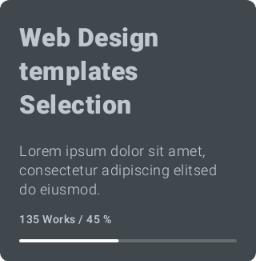 Web Design
templates
Selection
Lorem ipsum dolor sit amet,
consectetur adipiscing elitsed
do eiusmod.
135 Works / 45 %